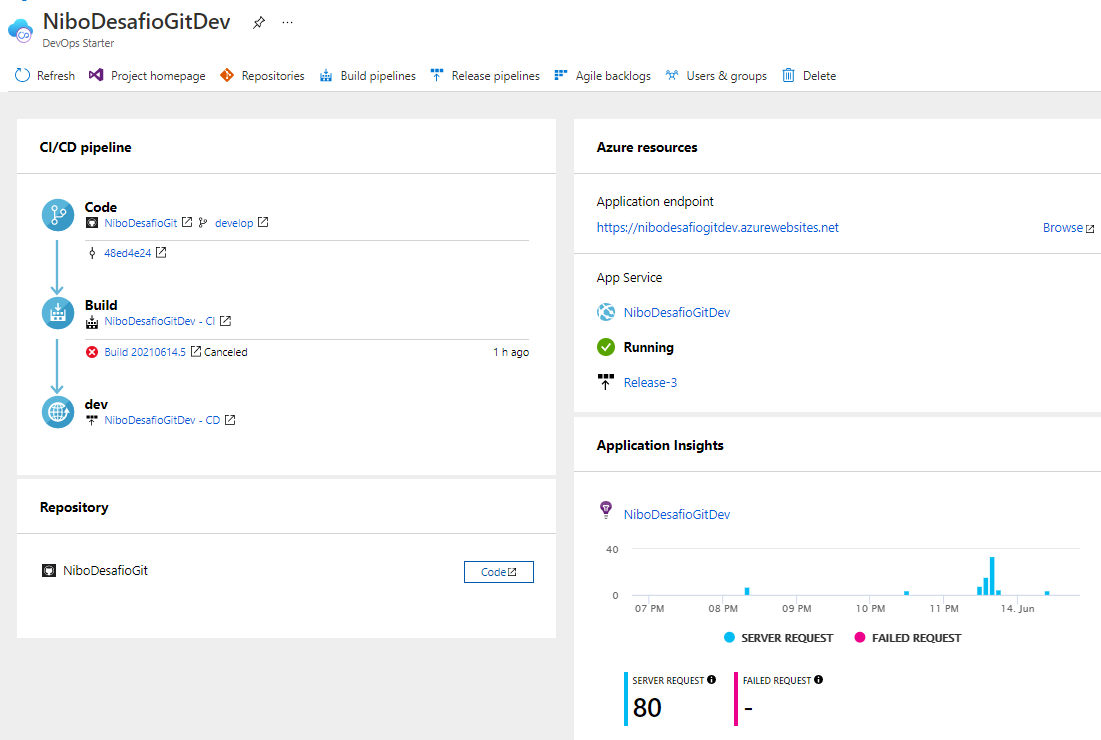 NiboDesafioGitDev ...
DevOps Starter
Refresh Project homepage Repositories Build pipelines Release pipelines Agile backlogs Users & groups Delete
CI/CD pipeline
Code
NiboDesafioGit develop
48ed4e24
Build
NiboDesafioGitDev - CI
Build 20210614.5 Canceled 1 h ago
dev
NiboDesafioGitDev - CD
Repository
NiboDesafioGit Code
Azure resources
Application endpoint
https://nibodesafiogitdev.azurewebsites.net Browse
App Service
NiboDesafioGitDev
Running
Release-3
Application Insights
NiboDesafioGitDev
40
0
07 PM 08 PM 09 PM 10 PM 11 PM 14. Jun
SERVER REQUEST FAILED REQUEST
SERVER REQUEST FAILED REQUEST
80 -